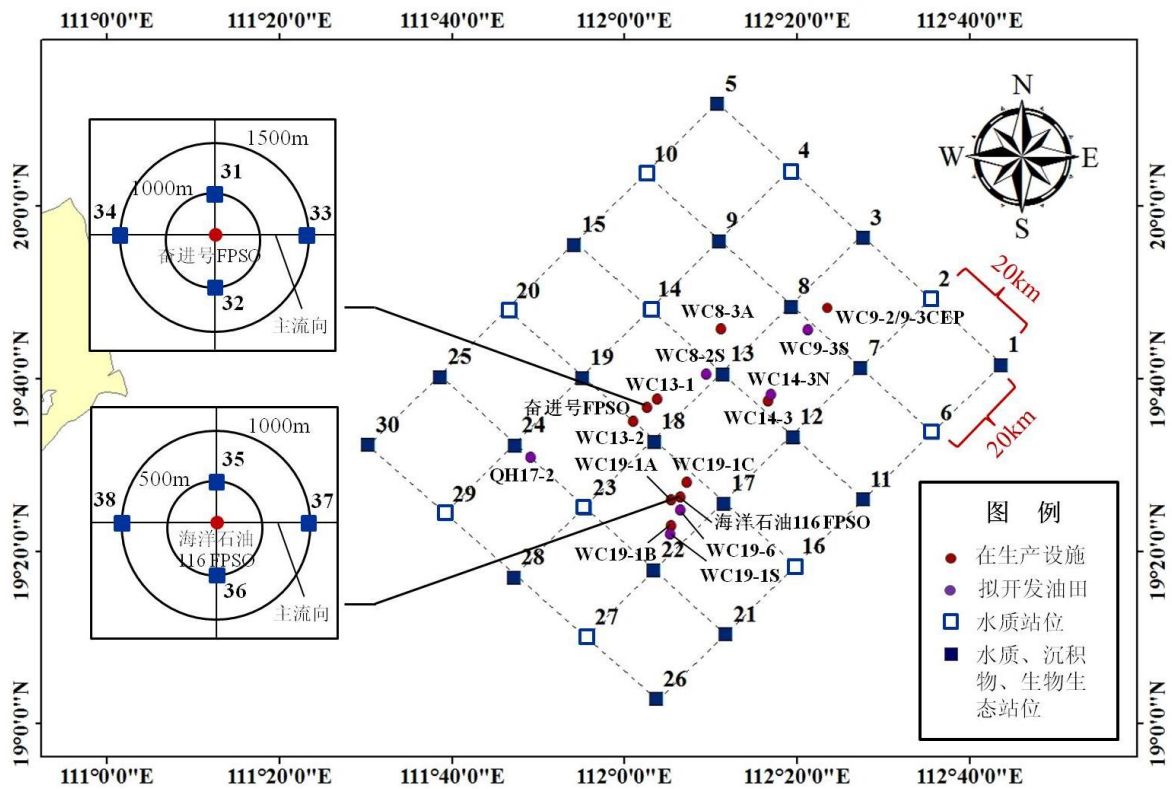 111°0'0"E
111°20'0"E
111°40'0"E
112°0'0"E
112°20'0"E
112°40'0"E
20°0'0"N
19°40'0"N
19°20'0"N
19°0'0"N
20°0'0"N
19°40'0"N
19°20'0"N
19°0'0"N
1500m
31
1000m
34
33
奋进号FPSO
32
主流向
1000m
35
500m
38
37
海洋石油
116 FPSO
36
主流向
N
W
E
S
5
10
4
15
9
3
20
14
8
2
20km
WC8-3A
WC9-2/9-3CEP
WC9-3S
25
19
WC8-2S
13
7
1
WC13-1
WC14-3N
奋进号FPSO
WC14-3
30
24
WC13-2
18
12
6
20km
QH17-2
WC19-1A
WC19-1C
29
23
17
11
海洋石油116 FPSO
28
WC19-1B
22
WC19-6
16
WC19-1S
27
21
26
图 例
在生产设施
拟开发油田
水质站位
水质、沉积
物、生物生
态站位
111°0'0"E
111°20'0"E
111°40'0"E
112°0'0"E
112°20'0"E
112°40'0"E